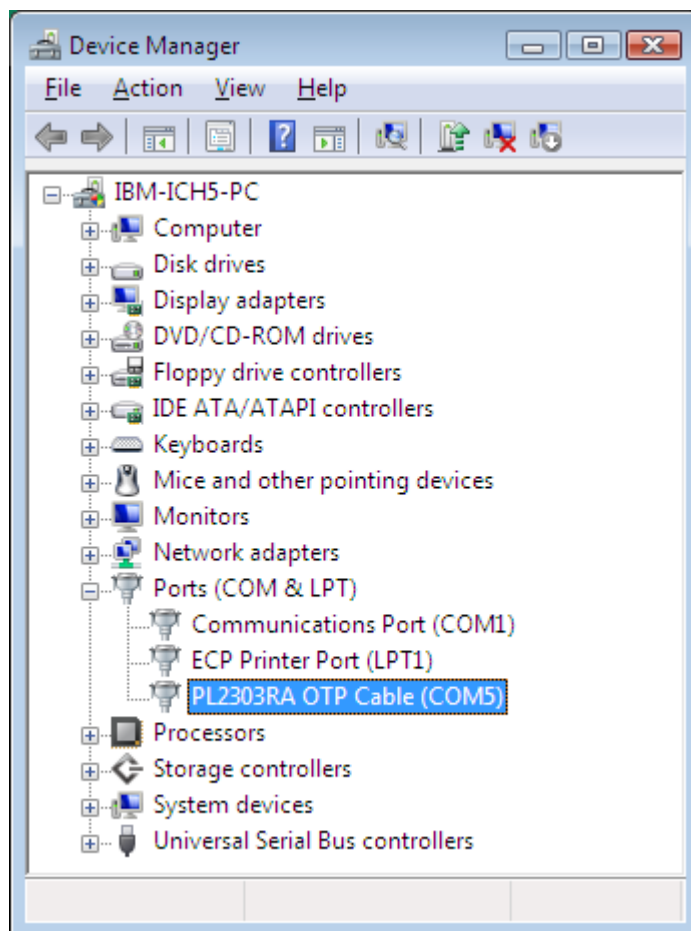 Device Manager
File Action View Help
IBM-ICH5-PC
Computer
Disk drives
Display adapters
DVD/CD-ROM drives
Floppy drive controllers
IDE ATA/ATAPI controllers
Keyboards
Mice and other pointing devices
Monitors
Network adapters
Ports (COM & LPT)
Communications Port (COM1)
ECP Printer Port (LPT1)
PL2303RA OTP Cable (COM5)
Processors
Storage controllers
System devices
Universal Serial Bus controllers